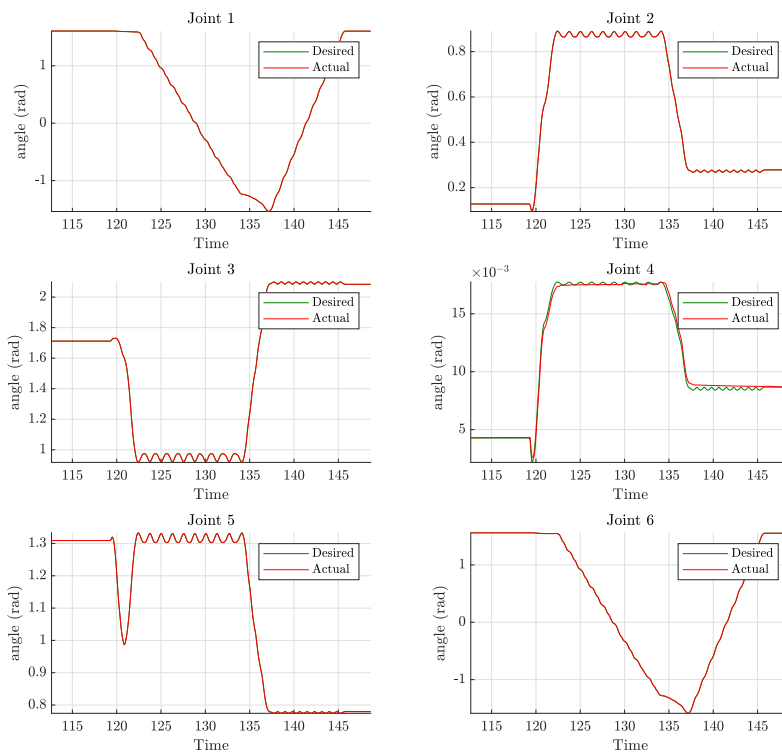 Joint 1
angle (rad)
1
0
-1
Desired
Actual
115 120 125 130 135 140 145
Time
Joint 2
angle (rad)
0.8
0.6
0.4
0.2
Desired
Actual
115 120 125 130 135 140 145
Time
Joint 3
angle (rad)
2
1.8
1.6
1.4
1.2
1
Desired
Actual
115 120 125 130 135 140 145
Time
Joint 4
×10⁻³
angle (rad)
15
10
5
Desired
Actual
115 120 125 130 135 140 145
Time
Joint 5
angle (rad)
1.3
1.2
1.1
1
0.9
0.8
Desired
Actual
115 120 125 130 135 140 145
Time
Joint 6
angle (rad)
1
0
-1
Desired
Actual
115 120 125 130 135 140 145
Time